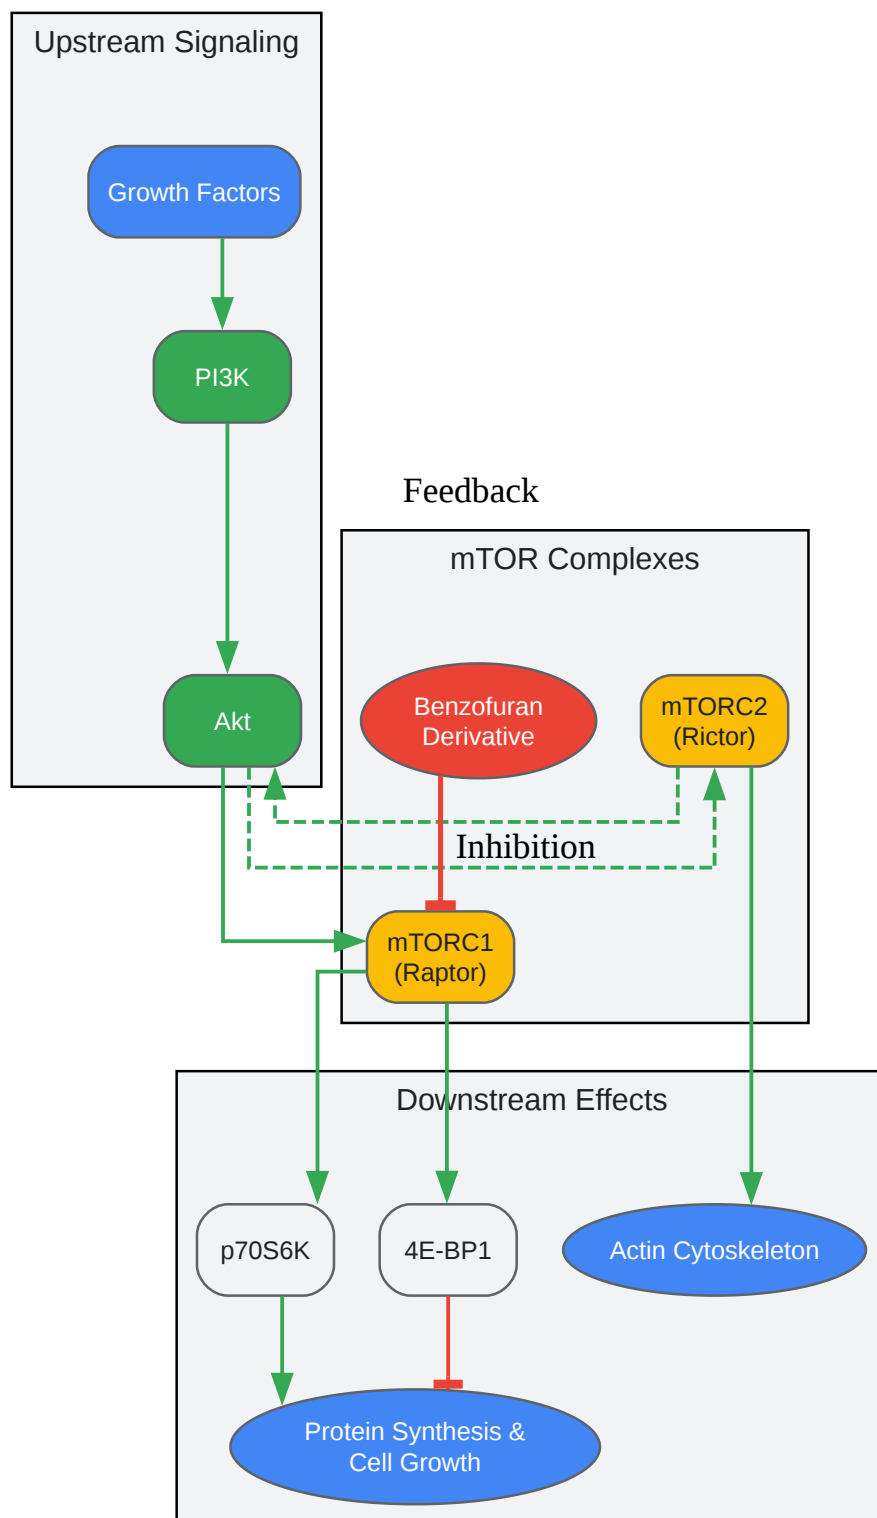 Upstream Signaling
Growth Factors
PI3K
Feedback
mTOR Complexes
Akt
Benzofuran
Derivative
mTORC2
(Rictor)
Inhibition
mTORC1
(Raptor)
Downstream Effects
p70S6K
4E-BP1
Actin Cytoskeleton
Protein Synthesis &
Cell Growth